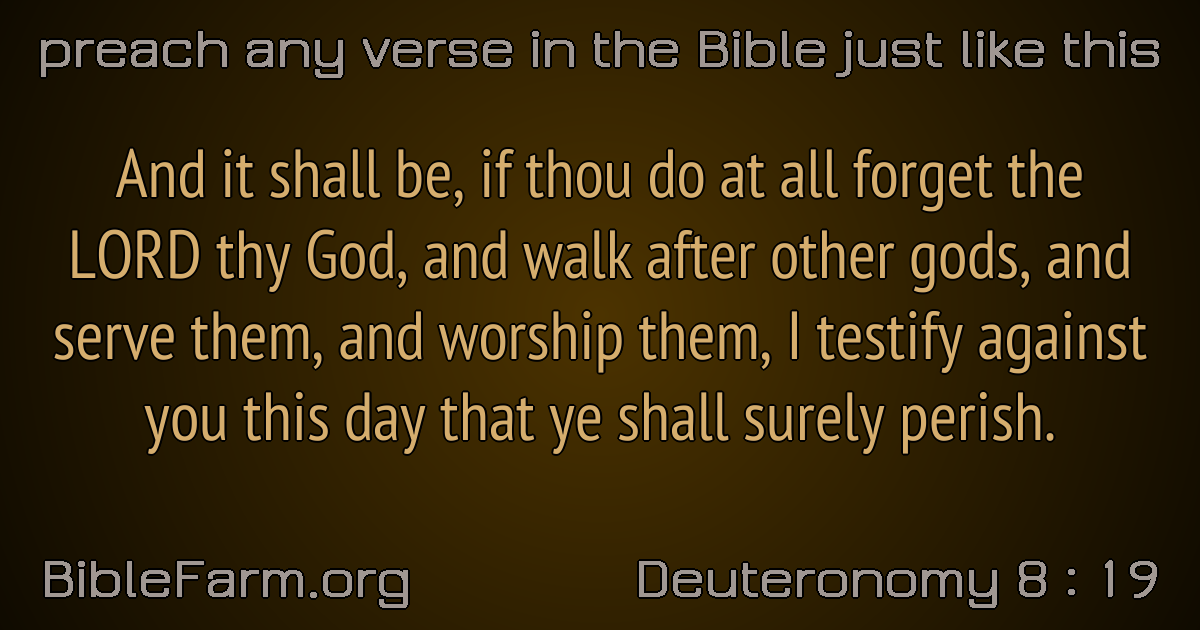 preach any verse in the Bible just like this
And it shall be, if thou do at all forget the
LORD thy God, and walk after other gods, and
serve them, and worship them, I testify against
you this day that ye shall surely perish.
BibleFarm.org
Deuteronomy 8 : 19